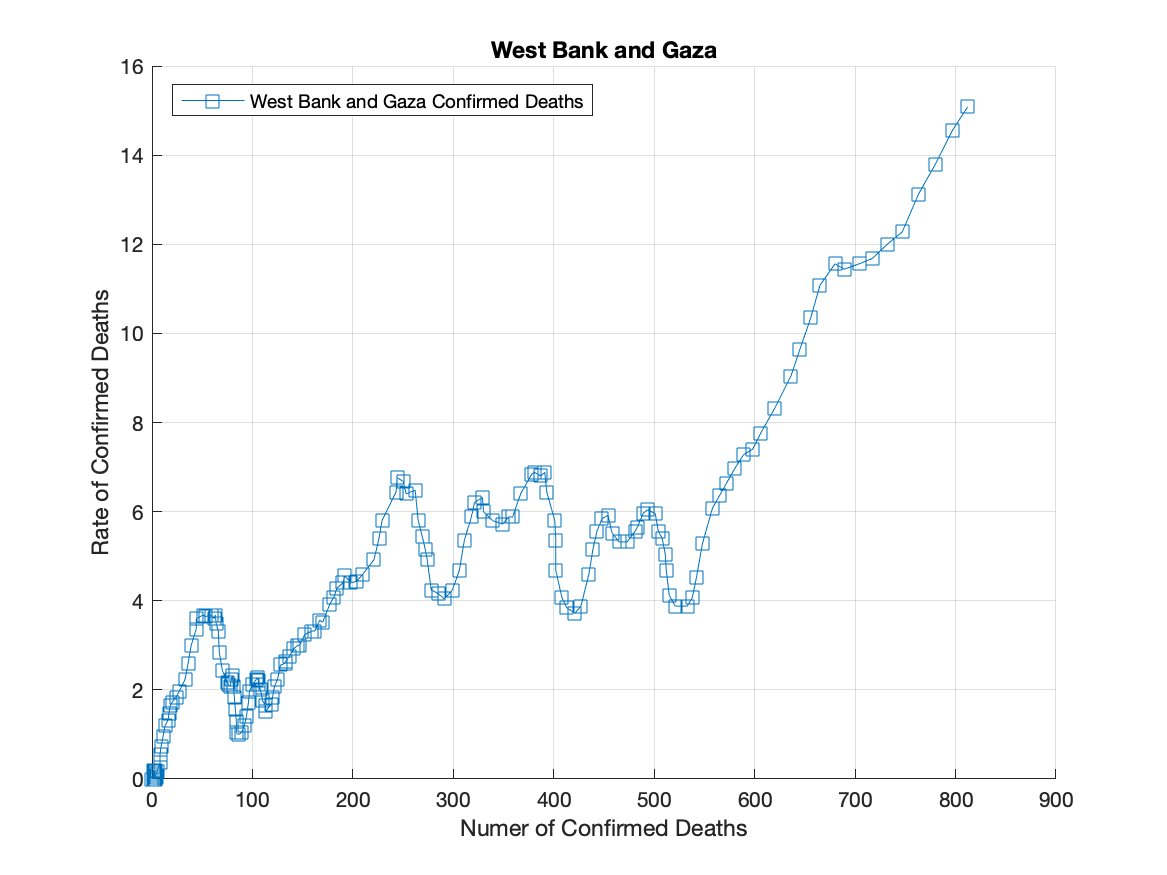 West Bank and Gaza
16
West Bank and Gaza Confirmed Deaths
14
12
10
8
6
4
2
0
Rate of Confirmed Deaths
0 100 200 300 400 500 600 700 800 900
Numer of Confirmed Deaths